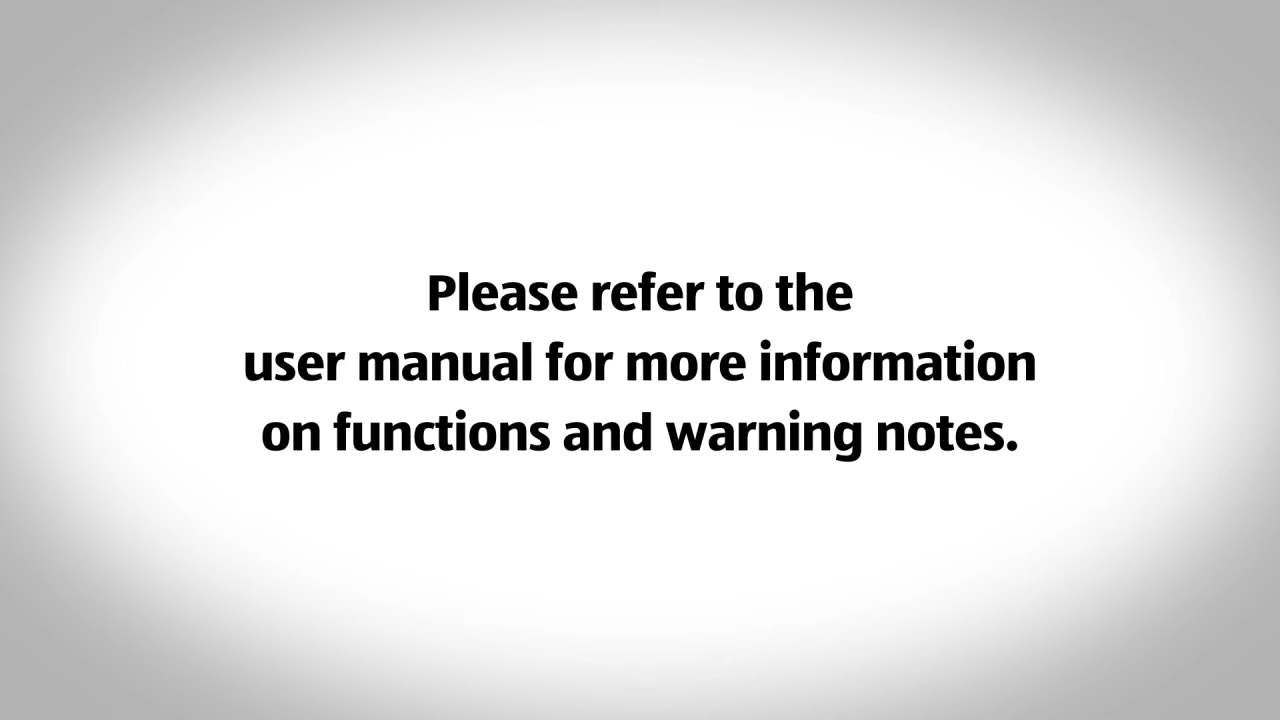 Please refer to the
user manual for more information
on functions and warning notes.